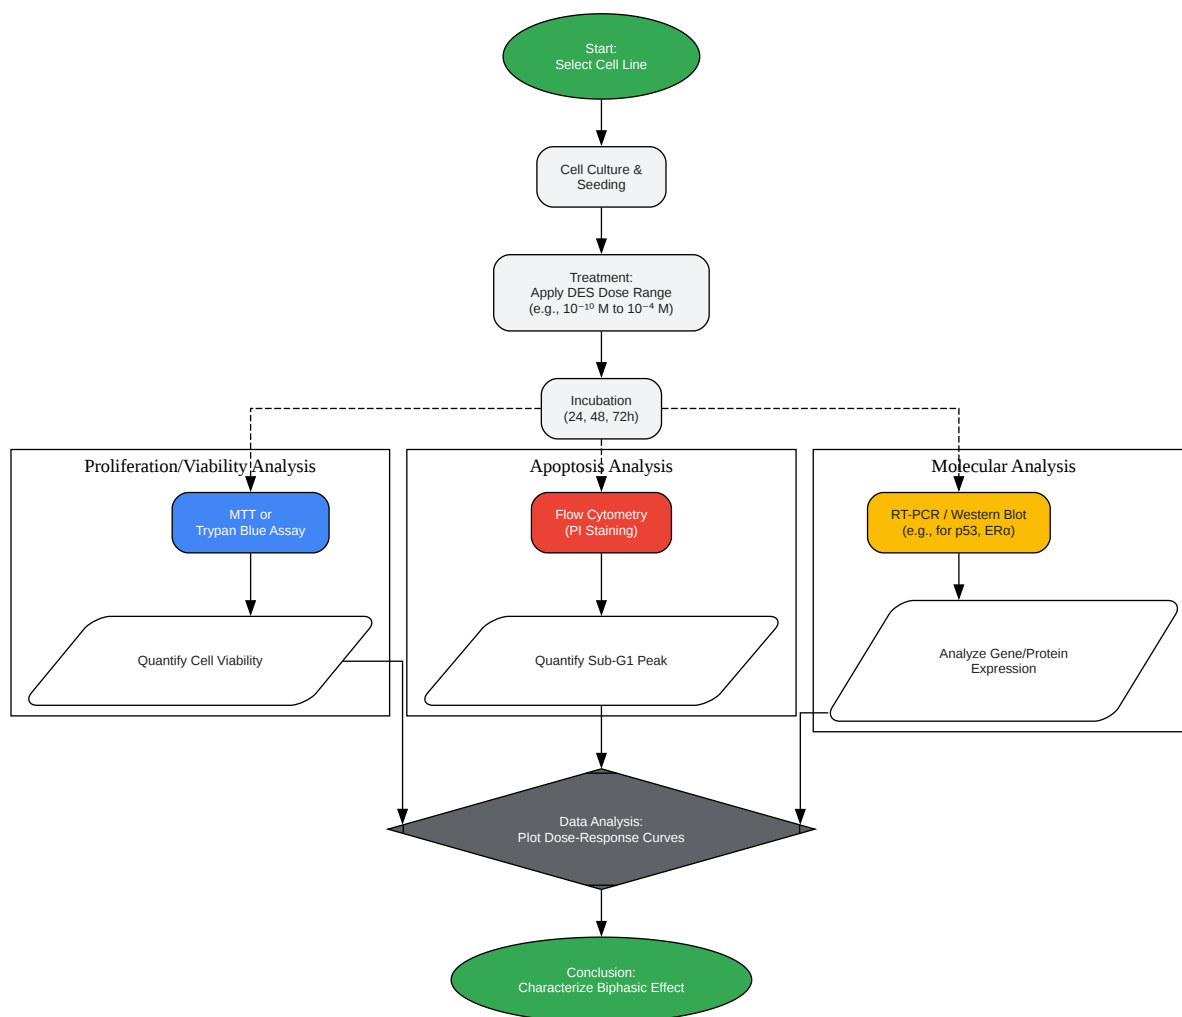 Start:
Select Cell Line
Cell Culture &
Seeding
Treatment:
Apply DES Dose Range
(e.g., 10⁻¹⁰ M to 10⁻⁴ M)
Incubation
(24, 48, 72h)
Proliferation/Viability Analysis
MTT or
Trypan Blue Assay
Quantify Cell Viability
Apoptosis Analysis
Flow Cytometry
(PI Staining)
Quantify Sub-G1 Peak
Molecular Analysis
RT-PCR / Western Blot
(e.g., for p53, ERα)
Analyze Gene/Protein
Expression
Data Analysis:
Plot Dose-Response Curves
Conclusion:
Characterize Biphasic Effect